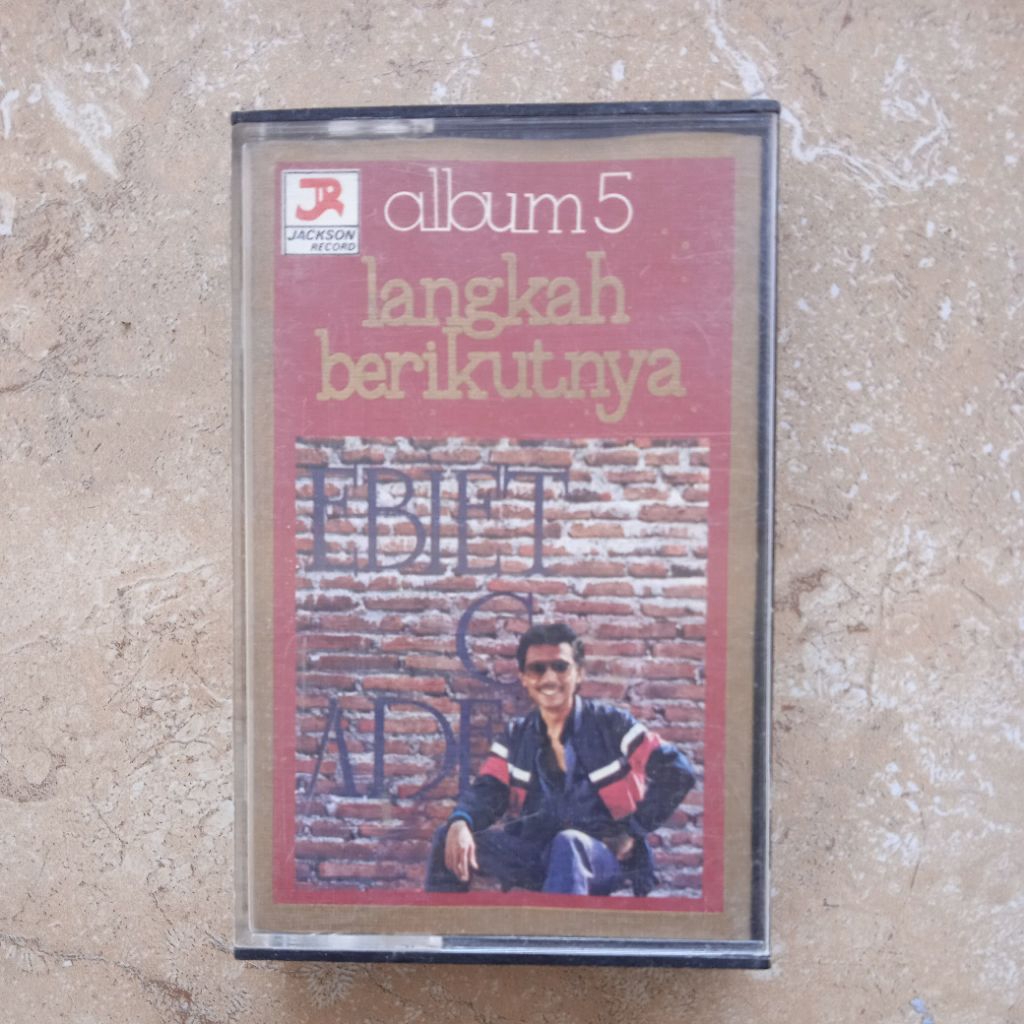 JR
JACKSON
RECORD
album 5
langkah
berikutnya
EBIET
G
ADE